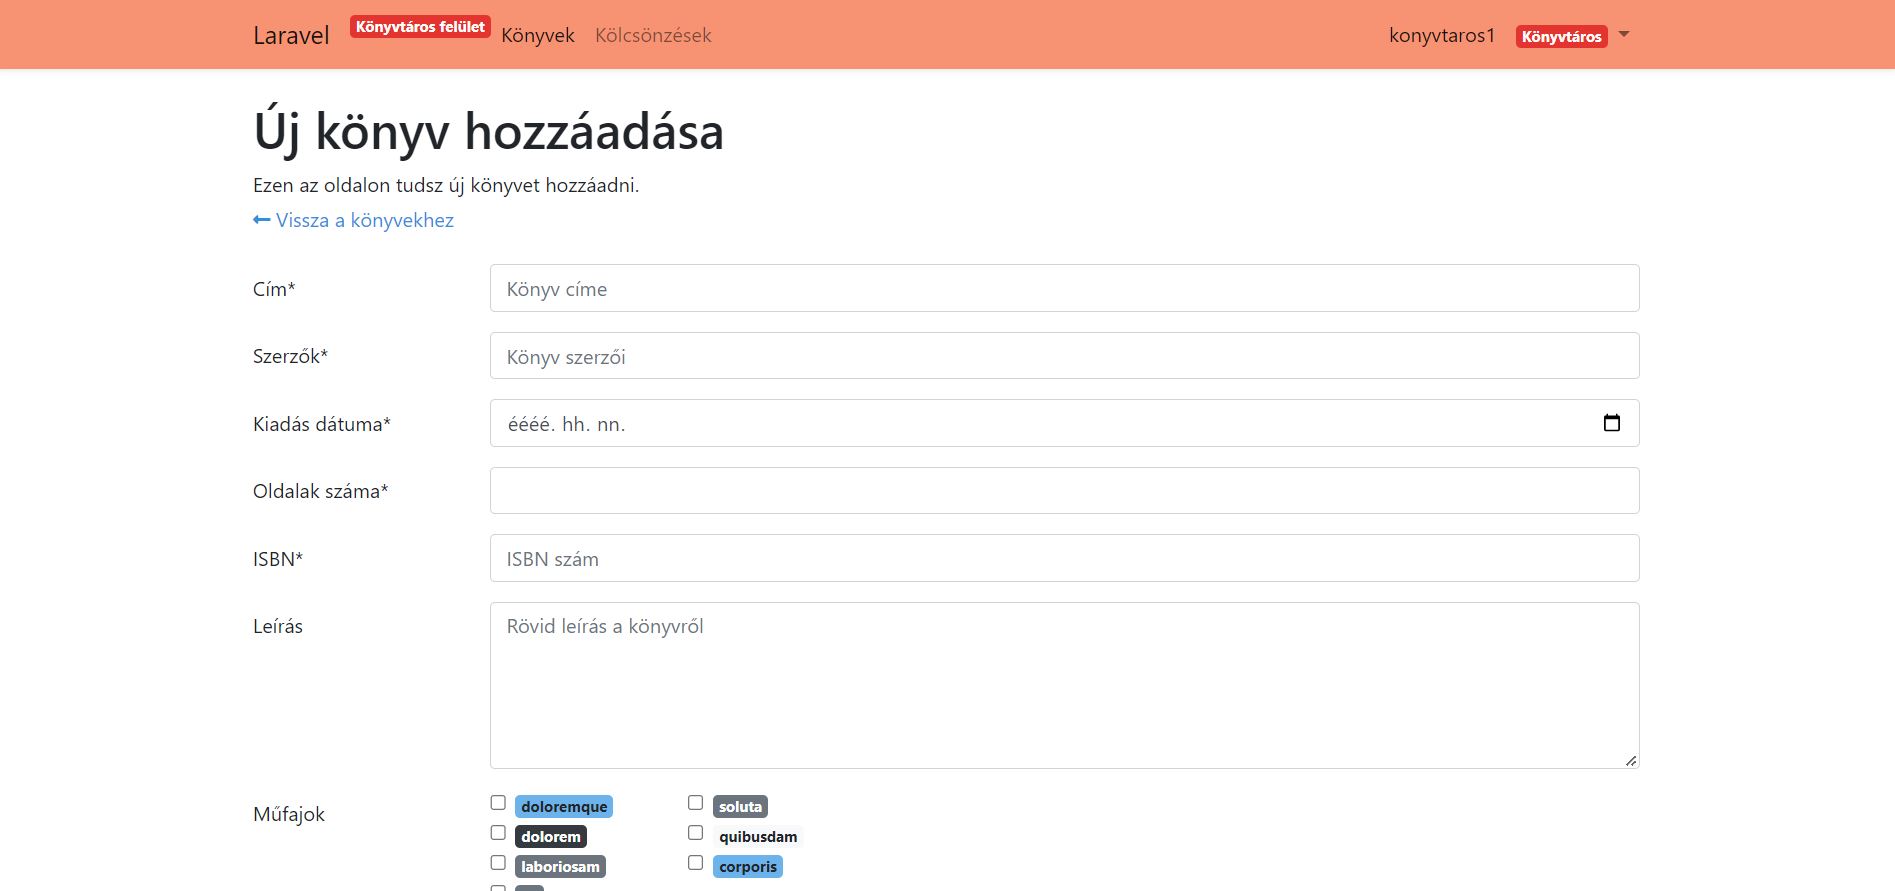 Laravel Könyvtáros felület Könyvek Kölcsönzések konyvtaros1 Könyvtáros
Új könyv hozzáadása
Ezen az oldalon tudsz új könyvet hozzáadni.
Vissza a könyvekhez
Cím* Könyv címe
Szerzők* Könyv szerzői
Kiadás dátuma* éééé. hh. nn.
Oldalak száma*
ISBN* ISBN szám
Leírás Rövid leírás a könyvről
Műfajok doloremque soluta
dolorem quibusdam
laboriosam corporis